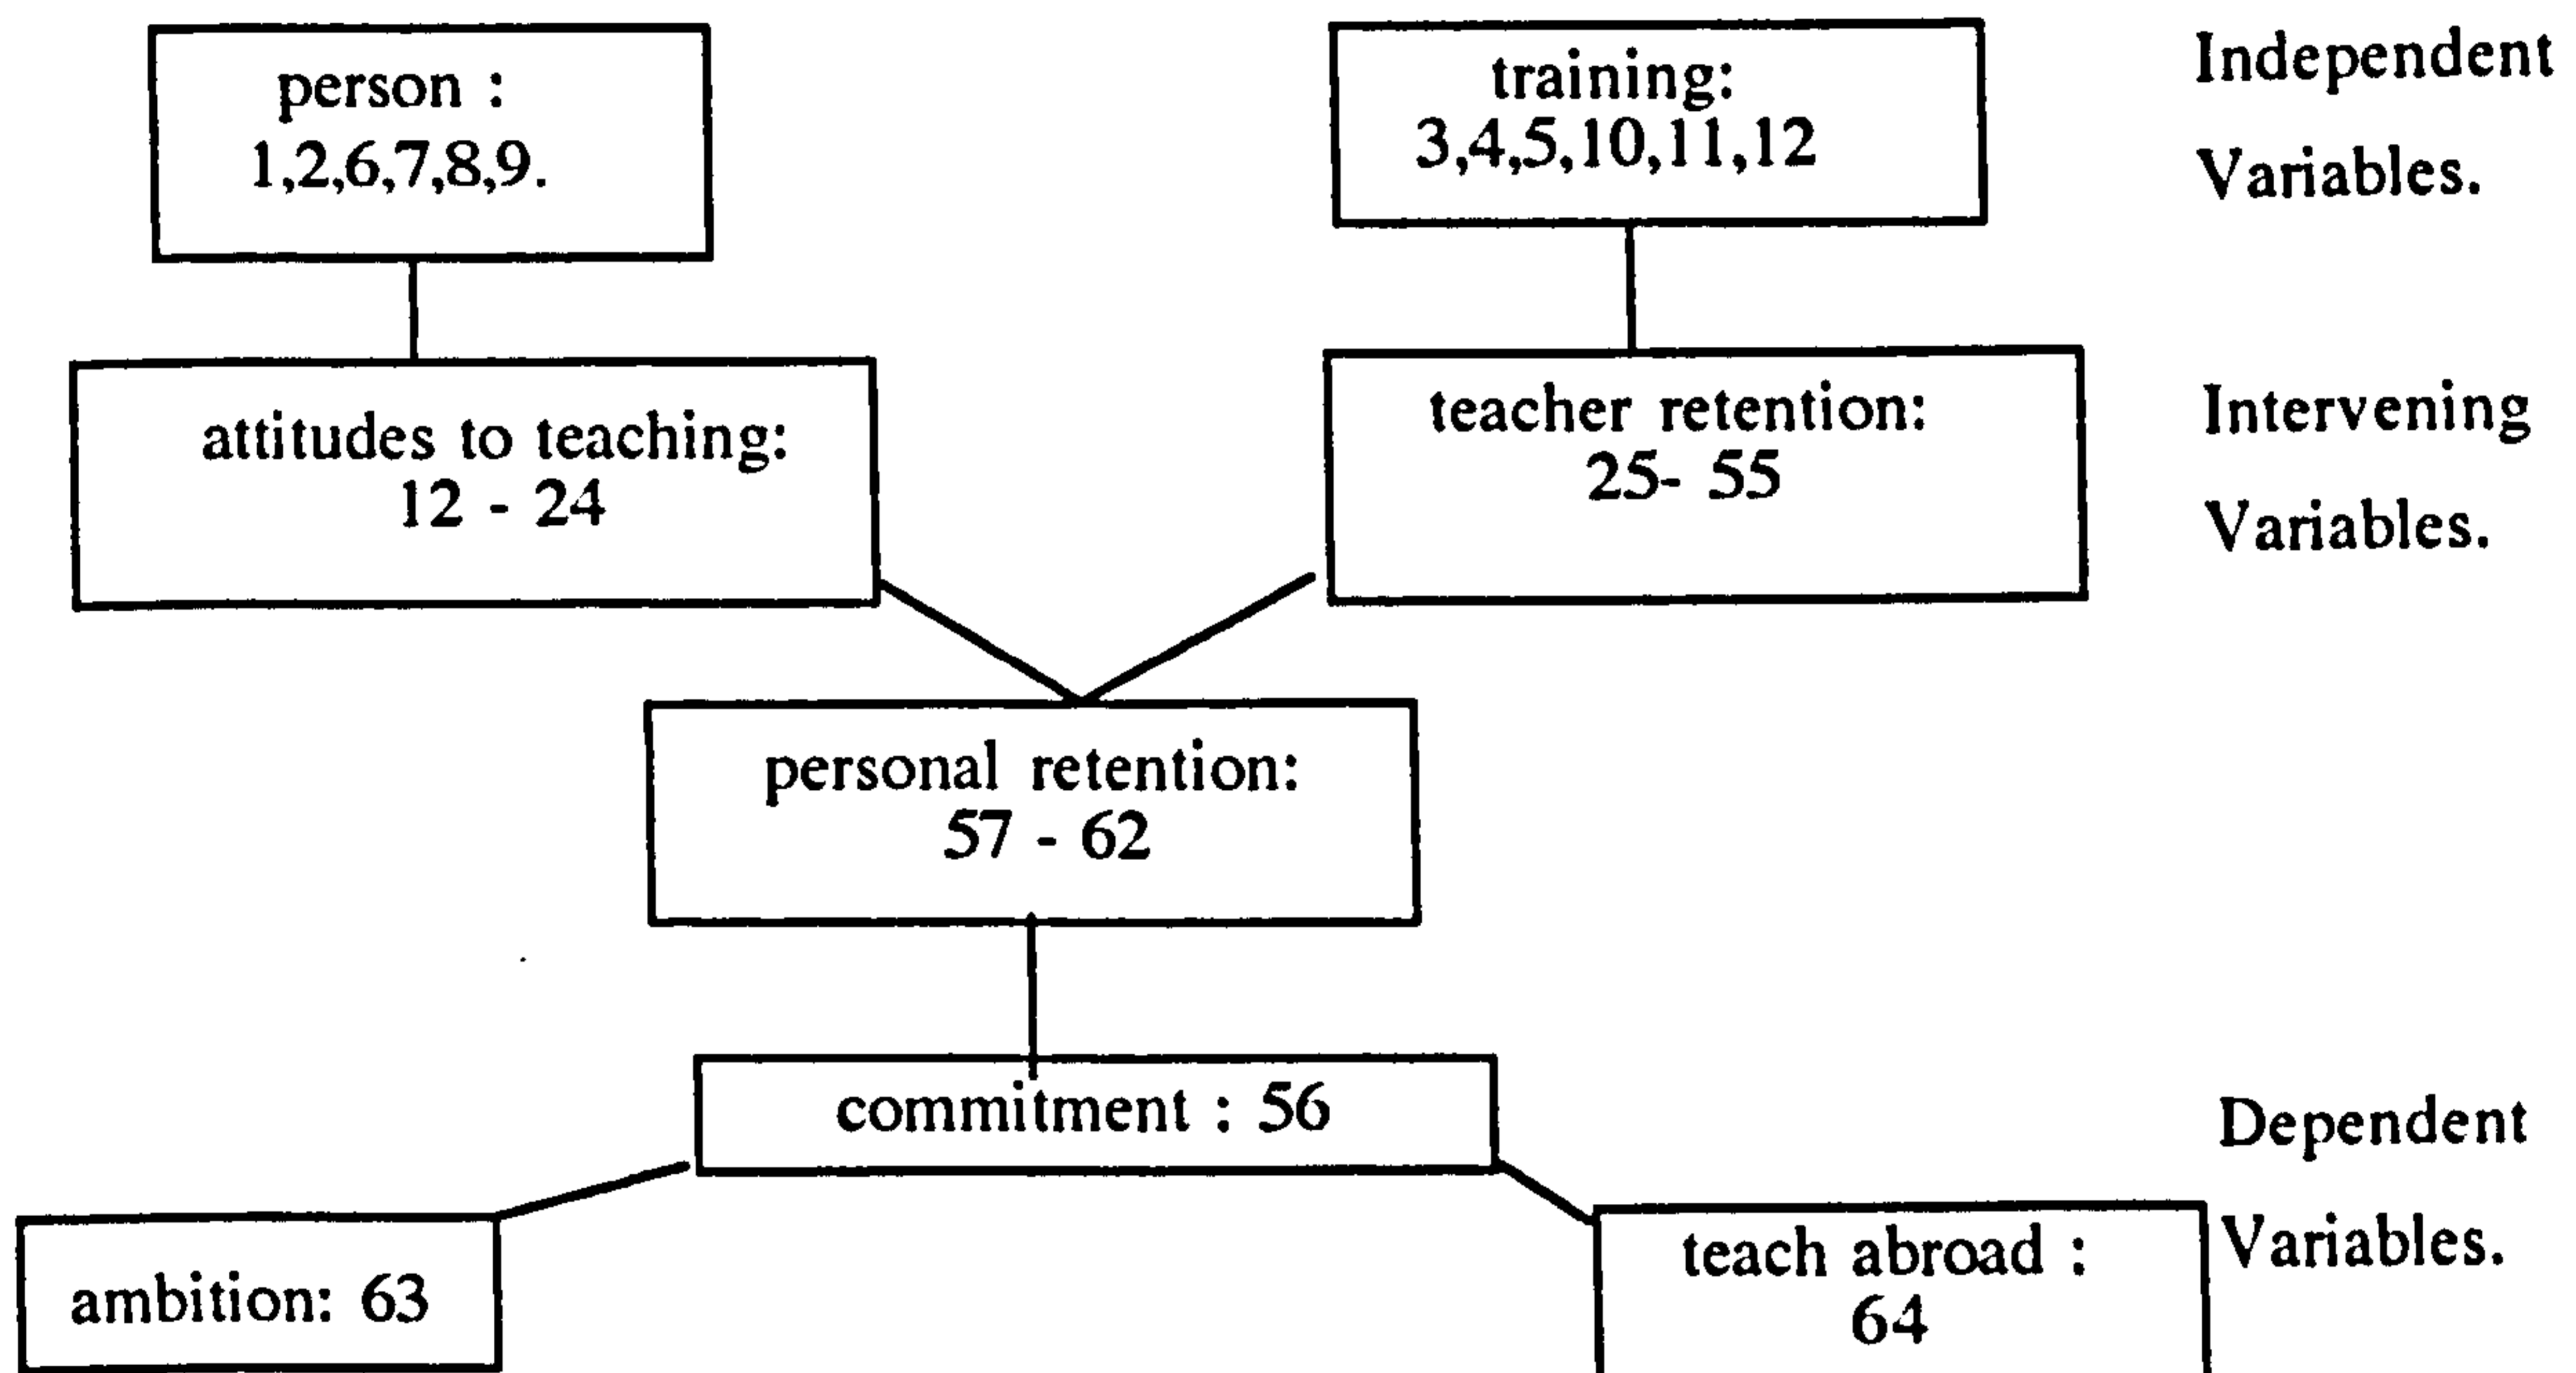 person :
1,2,6,7,8,9.
training:
3,4,5,10,11,12
Independent
Variables.
attitudes to teaching:
12 - 24
teacher retention:
25- 55
Intervening
Variables.
personal retention:
57 - 62
commitment : 56
Dependent
Variables.
ambition: 63
teach abroad :
64